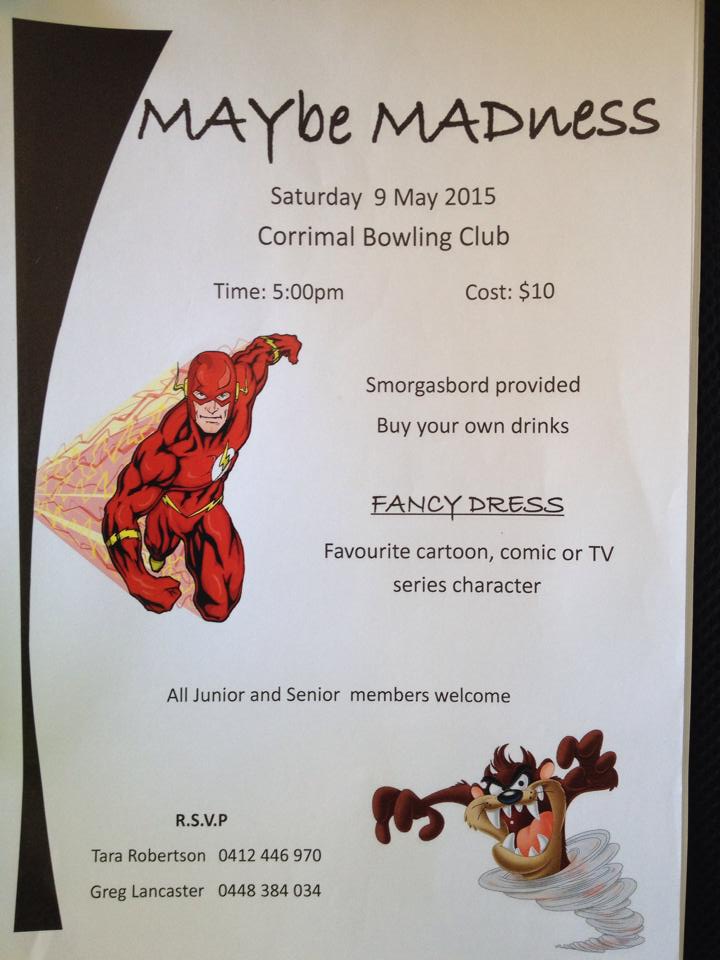 MAYbe MADness
Saturday 9 May 2015
Corrimal Bowling Club
Time: 5:00pm Cost: $10
Smorgasbord provided
Buy your own drinks
FANCY DRESS
Favourite cartoon, comic or TV
series character
All Junior and Senior members welcome
R.S.V.P
Tara Robertson 0412 446 970
Greg Lancaster 0448 384 034